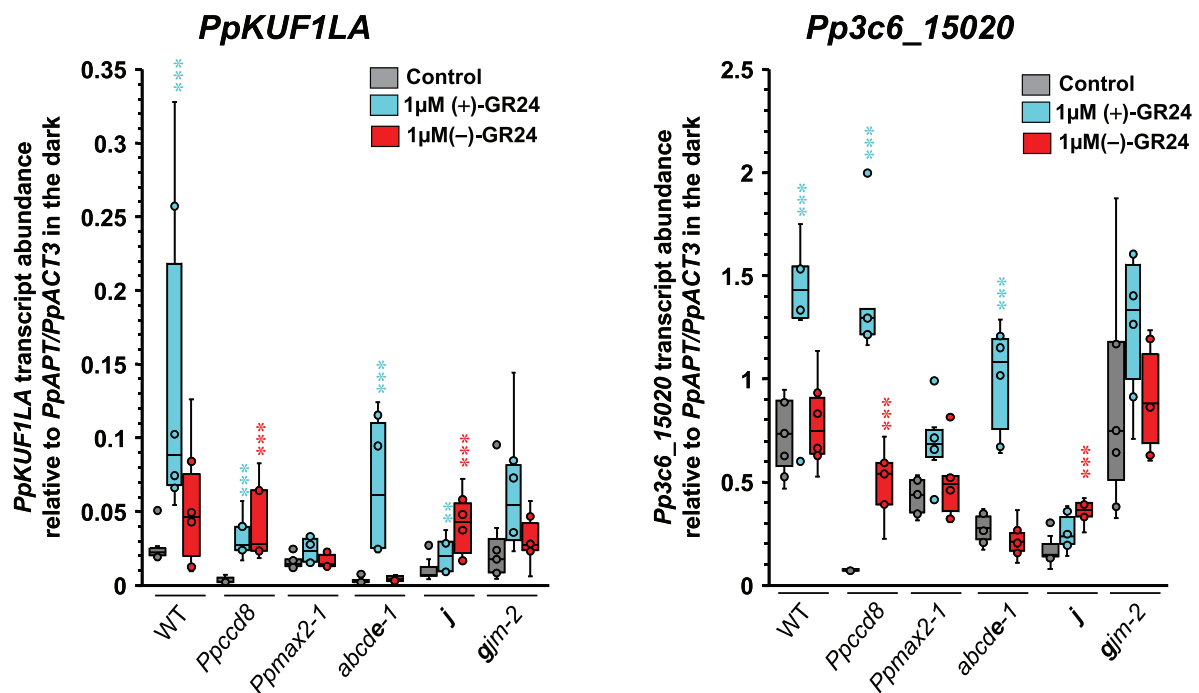 PpKUF1LA
PpKUF1LA transcript abundance
relative to PpAPT/PpACT3 in the dark
0.35
0.3
0.25
0.2
0.15
0.1
0.05
0
Control
1µM (+)-GR24
1µM(–)-GR24
***
***
***
***
**
***
WT
Ppccd8
Ppmax2-1
abcde-1
j
gjm-2
Pp3c6_15020
Pp3c6_15020 transcript abundance
relative to PpAPT/PpACT3 in the dark
2.5
2
1.5
1
0.5
0
Control
1µM (+)-GR24
1µM(–)-GR24
***
***
***
***
***
WT
Ppccd8
Ppmax2-1
abcde-1
j
gjm-2